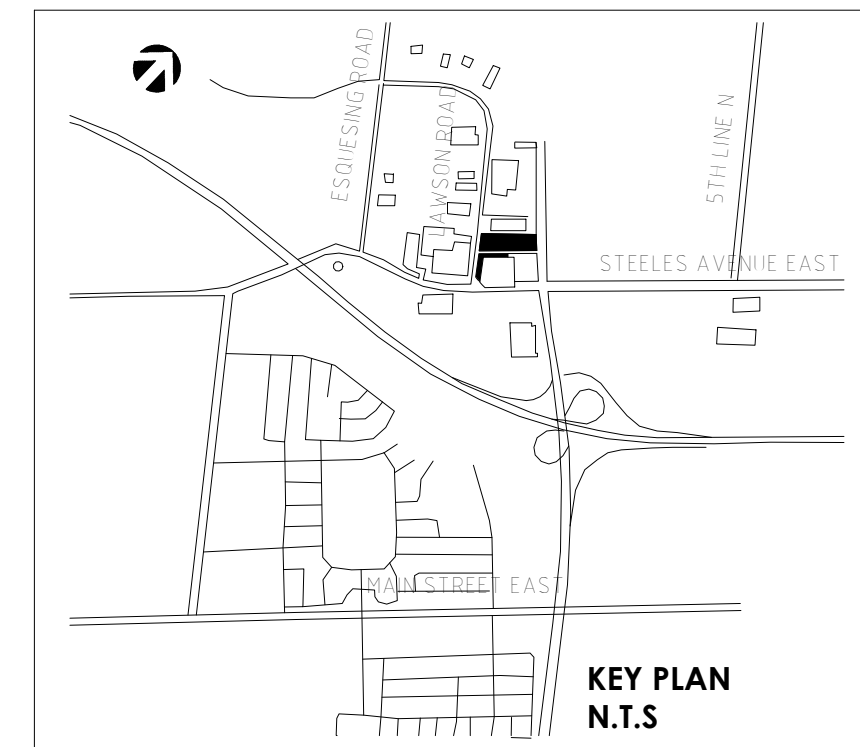 ESQUESING ROAD
LAWSON ROAD
5TH LINE N
STEELES AVENUE EAST
MAIN STREET EAST
KEY PLAN
N.T.S